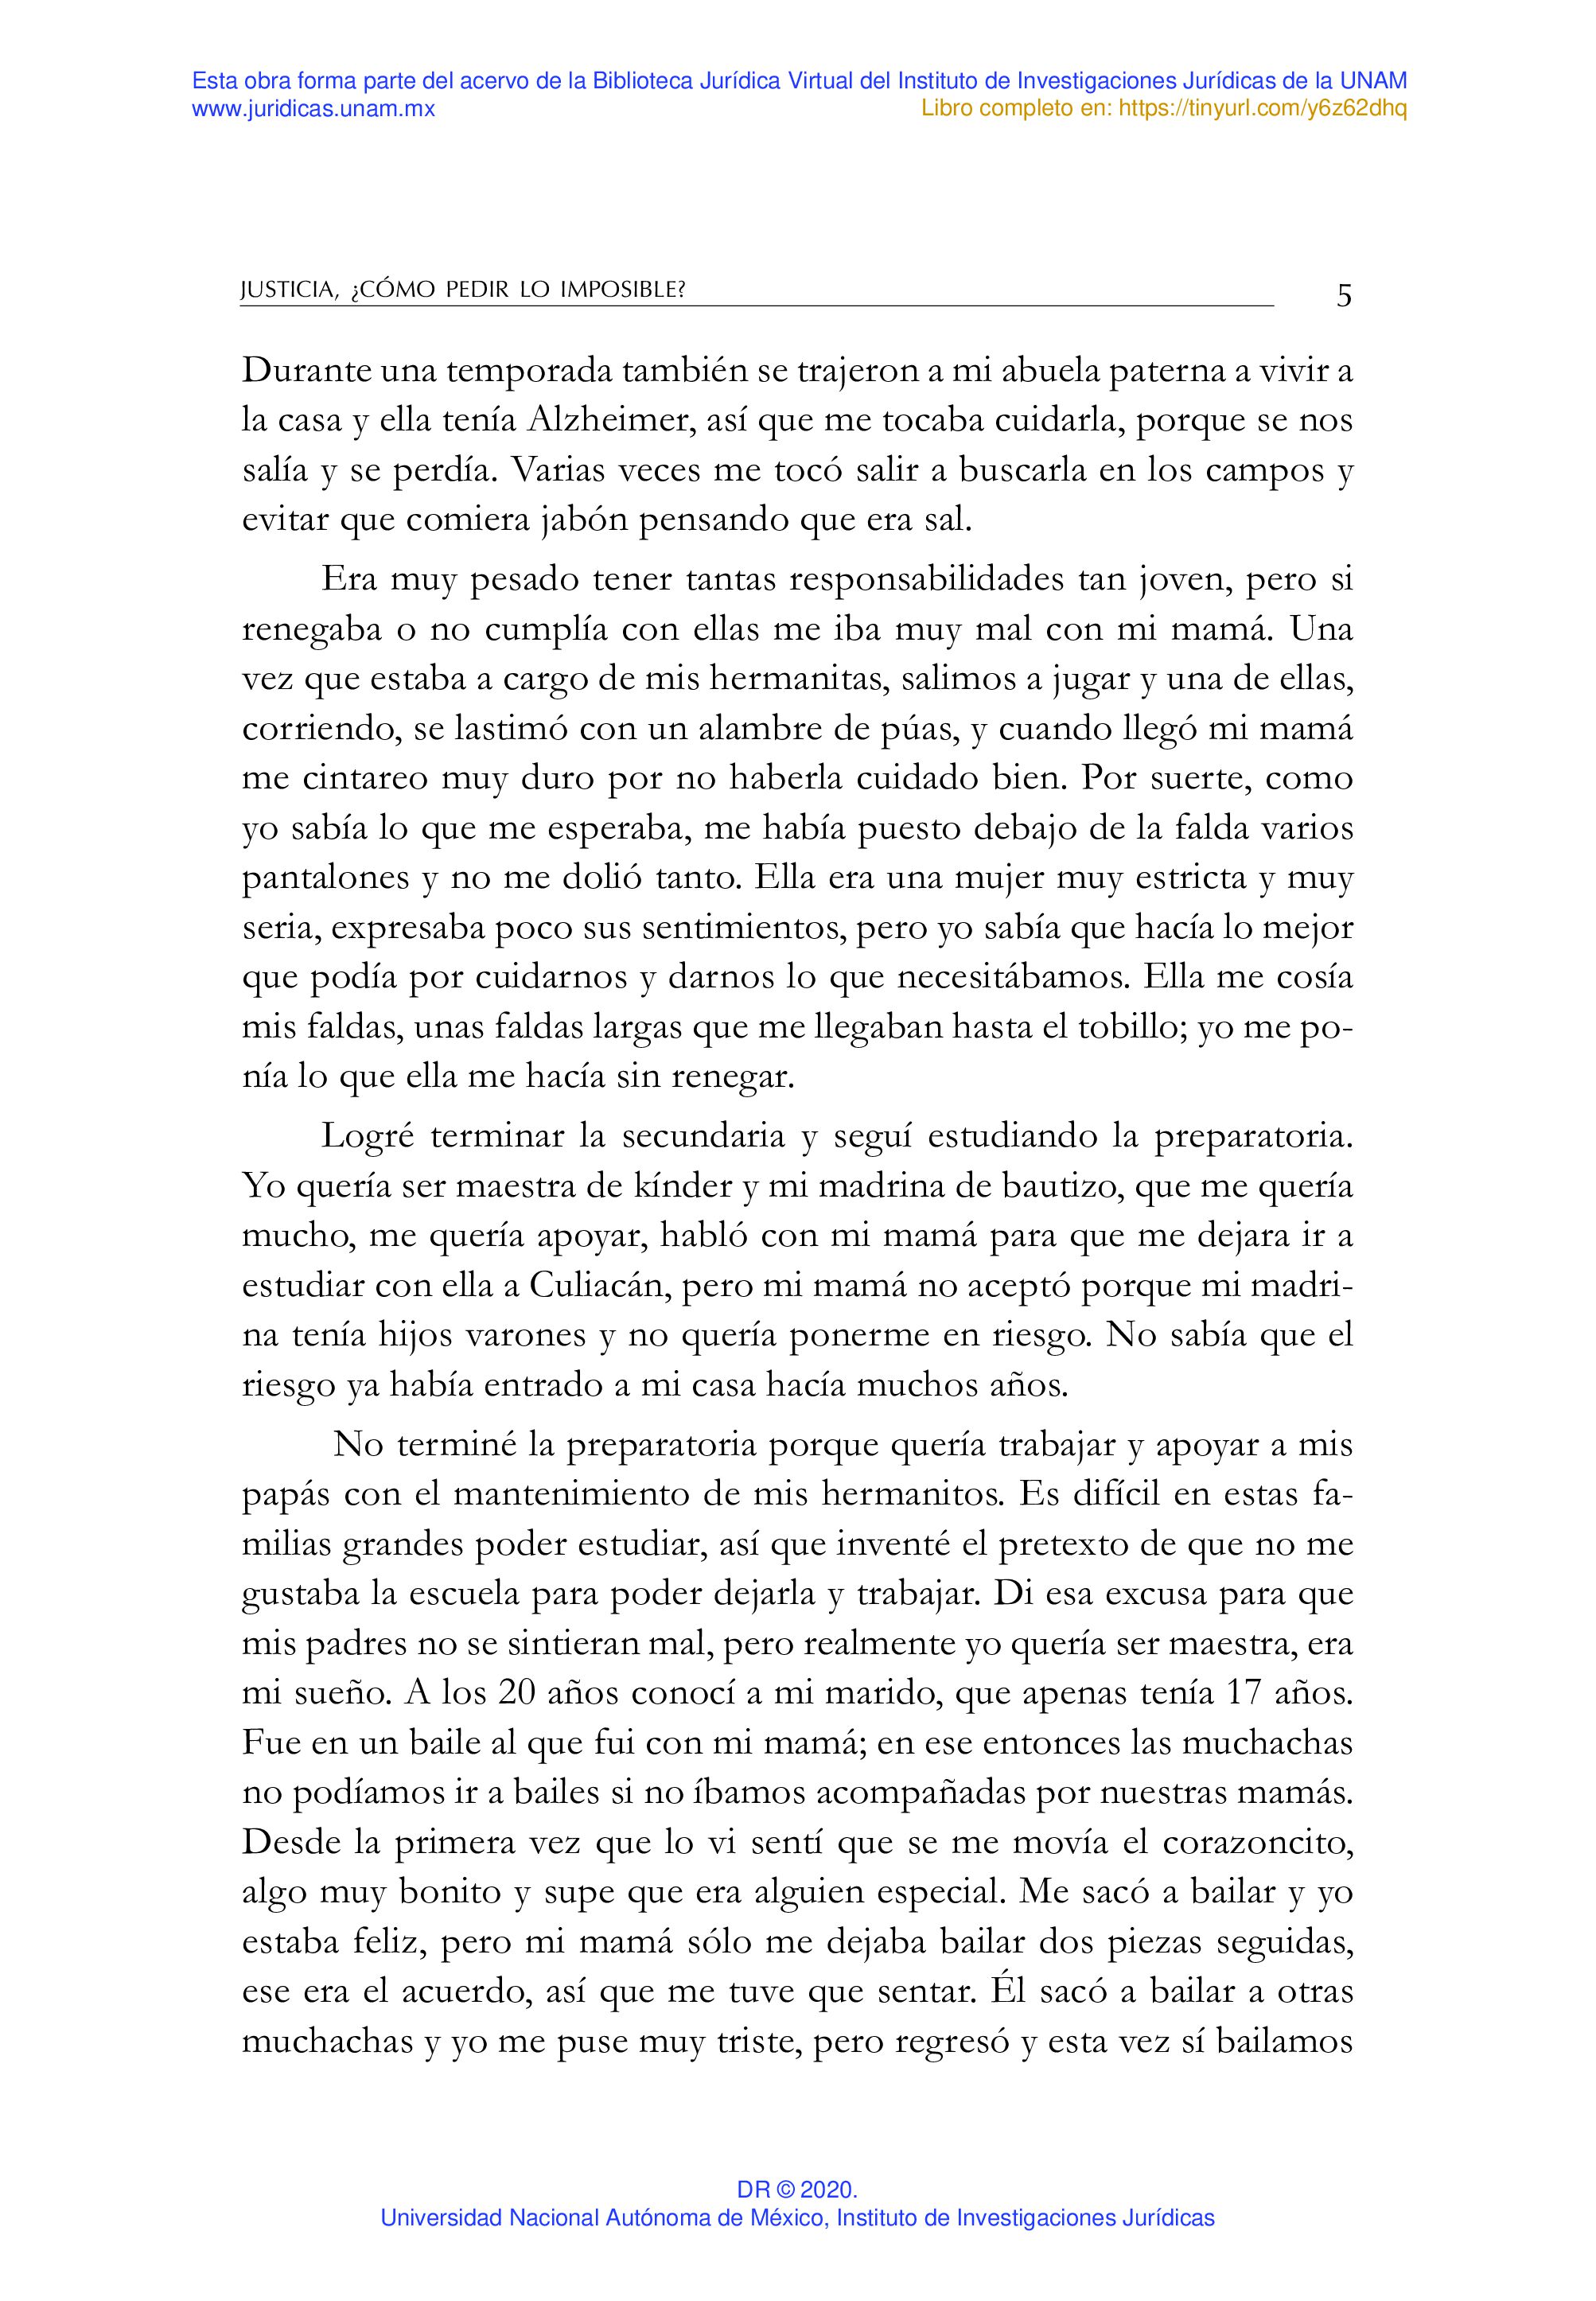 Esta obra forma parte del acervo de la Biblioteca Jurídica Virtual del Instituto de Investigaciones Jurídicas de la UNAM
www.juridicas.unam.mx
Libro completo en: https://tinyurl.com/y6z62dhq
JUSTICIA, ¿CÓMO PEDIR LO IMPOSIBLE?
5
Durante una temporada también se trajeron a mi abuela paterna a vivir a
la casa y ella tenía Alzheimer, así que me tocaba cuidarla, porque se nos
salía y se perdía. Varias veces me tocó salir a buscarla en los campos y
evitar que comiera jabón pensando que era sal.
Era muy pesado tener tantas responsabilidades tan joven, pero si
renegaba o no cumplía con ellas me iba muy mal con mi mamá. Una
vez que estaba a cargo de mis hermanitas, salimos a jugar y una de ellas,
corriendo, se lastimó con un alambre de púas, y cuando llegó mi mamá
me cintareo muy duro por no haberla cuidado bien. Por suerte, como
yo sabía lo que me esperaba, me había puesto debajo de la falda varios
pantalones y no me dolió tanto. Ella era una mujer muy estricta y muy
seria, expresaba poco sus sentimientos, pero yo sabía que hacía lo mejor
que podía por cuidarnos y darnos lo que necesitábamos. Ella me cosía
mis faldas, unas faldas largas que me llegaban hasta el tobillo; yo me po-
nía lo que ella me hacía sin renegar.
Logré terminar la secundaria y seguí estudiando la preparatoria.
Yo quería ser maestra de kínder y mi madrina de bautizo, que me quería
mucho, me quería apoyar, habló con mi mamá para que me dejara ir a
estudiar con ella a Culiacán, pero mi mamá no aceptó porque mi madri-
na tenía hijos varones y no quería ponerme en riesgo. No sabía que el
riesgo ya había entrado a mi casa hacía muchos años.
No terminé la preparatoria porque quería trabajar y apoyar a mis
papás con el mantenimiento de mis hermanitos. Es difícil en estas fa-
milias grandes poder estudiar, así que inventé el pretexto de que no me
gustaba la escuela para poder dejarla y trabajar. Di esa excusa para que
mis padres no se sintieran mal, pero realmente yo quería ser maestra, era
mi sueño. A los 20 años conocí a mi marido, que apenas tenía 17 años.
Fue en un baile al que fui con mi mamá; en ese entonces las muchachas
no podíamos ir a bailes si no íbamos acompañadas por nuestras mamás.
Desde la primera vez que lo vi sentí que se me movía el corazoncito,
algo muy bonito y supe que era alguien especial. Me sacó a bailar y yo
estaba feliz, pero mi mamá sólo me dejaba bailar dos piezas seguidas,
ese era el acuerdo, así que me tuve que sentar. Él sacó a bailar a otras
muchachas y yo me puse muy triste, pero regresó y esta vez sí bailamos
DR © 2020.
Universidad Nacional Autónoma de México, Instituto de Investigaciones Jurídicas